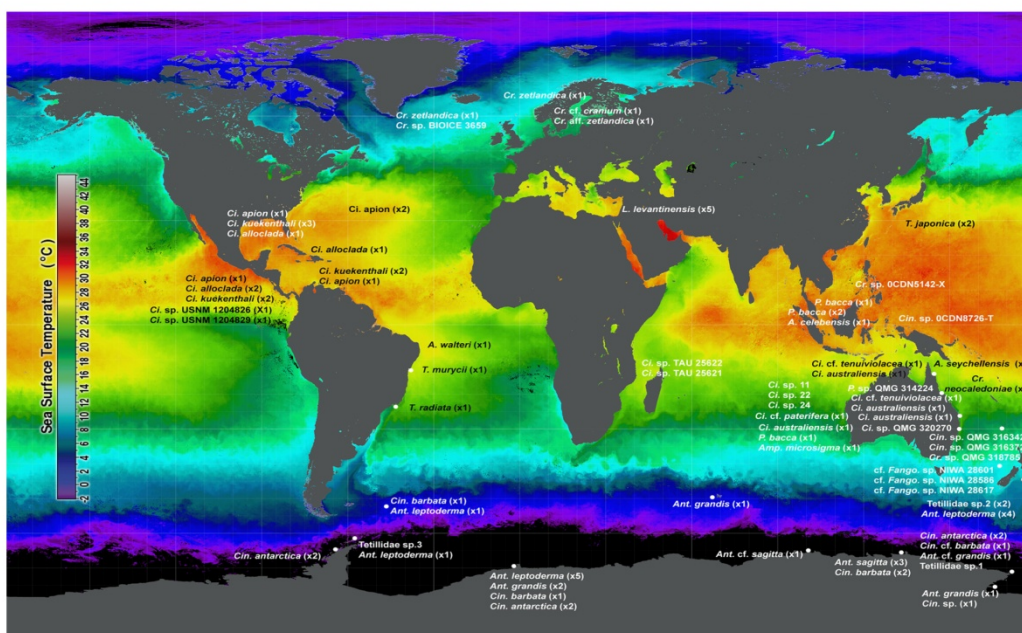 Cr. zetlandica (x1)
Cr. cf. cranium (x1)
Cr. aff. zetlandica (x1)
Cr. zetlandica (x1)
Cr. sp. BIOICE 3659
Sea Surface Temperature (°C)
-2 0 2 4 6 8 10 12 14 16 18 20 22 24 26 28 30 32 34 36 38 40 42 44
Ci. apion (x1)
Ci. kuekenthali (x3)
Ci. alloclada (x1)
Ci. apion (x2)
L. levantinensis (x5)
T. japonica (x2)
Ci. alloclada (x1)
Ci. kuekenthali (x2)
Ci. apion (x1)
Ci. apion (x1)
Ci. alloclada (x2)
Ci. kuekenthali (x2)
Ci. sp. USNM 1204826 (X1)
Ci. sp. USNM 1204829 (x1)
Cr. sp. 0CDN5142-X
P. bacca (x1)
P. bacca (x2)
A. celebensis (x1)
Cin. sp. 0CDN8726-T
A. walteri (x1)
T. murycii (x1)
T. radiata (x1)
Ci. sp. TAU 25622
Ci. sp. TAU 25621
Ci. cf. tenuiviolacea (x1)
Ci. australiensis (x1)
A. seychellensis (x
Cr.
neocaledoniae (x
Ci. sp. 11
Ci. sp. 22
Ci. sp. 24
Ci. cf. paterifera (x1)
Ci. australiensis (x1)
P. bacca (x1)
Amp. microsigma (x1)
P. sp. QMG 314224
Ci. cf. tenuiviolacea (x1)
Ci. australiensis (x1)
Ci. australiensis (x1)
Ci. sp. QMG 320270
Cin. sp. QMG 316342
Cin. sp. QMG 316372
Cr. sp. QMG 318785
cf. Fango. sp. NIWA 28601
cf. Fango. sp. NIWA 28586
cf. Fango. sp. NIWA 28617
Tetillidae sp.2 (x2)
Ant. leptoderma (x4)
Cin. barbata (x1)
Ant. leptoderma (x1)
Ant. grandis (x1)
Tetillidae sp.3
Ant. leptoderma (x1)
Cin. antarctica (x2)
Ant. cf. sagitta (x1)
Ant. sagitta (x3)
Cin. barbata (x2)
Cin. antarctica (x2)
Cin. cf. barbata (x1)
Ant. cf. grandis (x1)
Tetillidae sp.1
Ant. leptoderma (x5)
Ant. grandis (x2)
Cin. barbata (x1)
Cin. antarctica (x2)
Ant. grandis (x1)
Cin. sp. (x1)